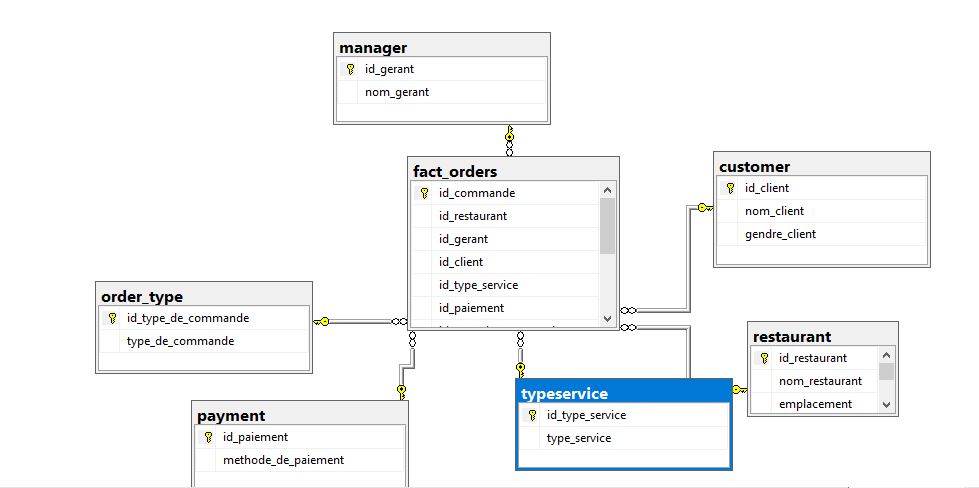 manager
id_gerant
nom_gerant
fact_orders
id_commande
id_restaurant
id_gerant
id_client
id_type_service
id_paiement
customer
id_client
nom_client
gendre_client
order_type
id_type_de_commande
type_de_commande
restaurant
id_restaurant
nom_restaurant
emplacement
typeservice
id_type_service
type_service
payment
id_paiement
methode_de_paiement